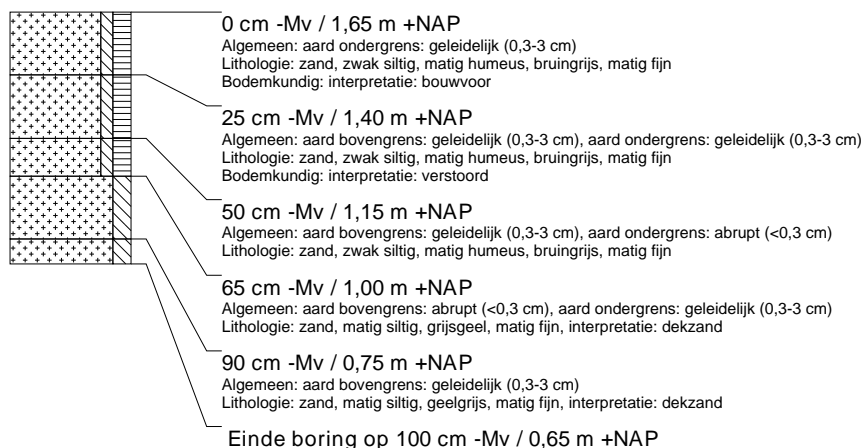 0 cm -Mv / 1,65 m +NAP
Algemeen: aard ondergrens: geleidelijk (0,3-3 cm)
Lithologie: zand, zwak siltig, matig humeus, bruingrijs, matig fijn
Bodemkundig: interpretatie: bouwvoor
25 cm -Mv / 1,40 m +NAP
Algemeen: aard bovengrens: geleidelijk (0,3-3 cm), aard ondergrens: geleidelijk (0,3-3 cm)
Lithologie: zand, zwak siltig, matig humeus, bruingrijs, matig fijn
Bodemkundig: interpretatie: verstoord
50 cm -Mv / 1,15 m +NAP
Algemeen: aard bovengrens: geleidelijk (0,3-3 cm), aard ondergrens: abrupt (<0,3 cm)
Lithologie: zand, zwak siltig, matig humeus, bruingrijs, matig fijn
65 cm -Mv / 1,00 m +NAP
Algemeen: aard bovengrens: abrupt (<0,3 cm), aard ondergrens: geleidelijk (0,3-3 cm)
Lithologie: zand, matig siltig, grijsgeel, matig fijn, interpretatie: dekzand
90 cm -Mv / 0,75 m +NAP
Algemeen: aard bovengrens: geleidelijk (0,3-3 cm)
Lithologie: zand, matig siltig, geelgrijs, matig fijn, interpretatie: dekzand
Einde boring op 100 cm -Mv / 0,65 m +NAP